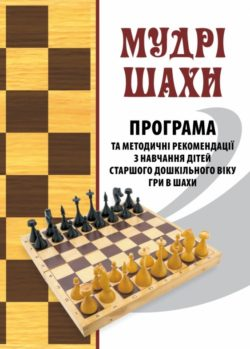 МУДРІ
ШАХИ
ПРОГРАМА
ТА МЕТОДИЧНІ РЕКОМЕНДАЦІЇ
З НАВЧАННЯ ДІТЕЙ
СТАРШОГО ДОШКІЛЬНОГО ВІКУ
ГРИ В ШАХИ